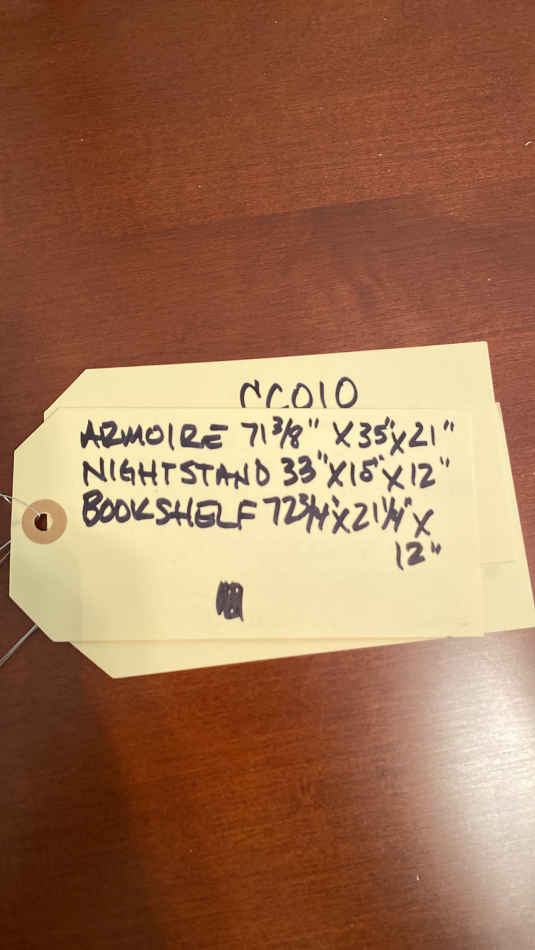 CC010
ARMOIRE 71 3/8" X 35" X 21"
NIGHTSTAND 33" X 15" X 12"
BOOKSHELF 72 3/4" X 21 1/4" X
12"